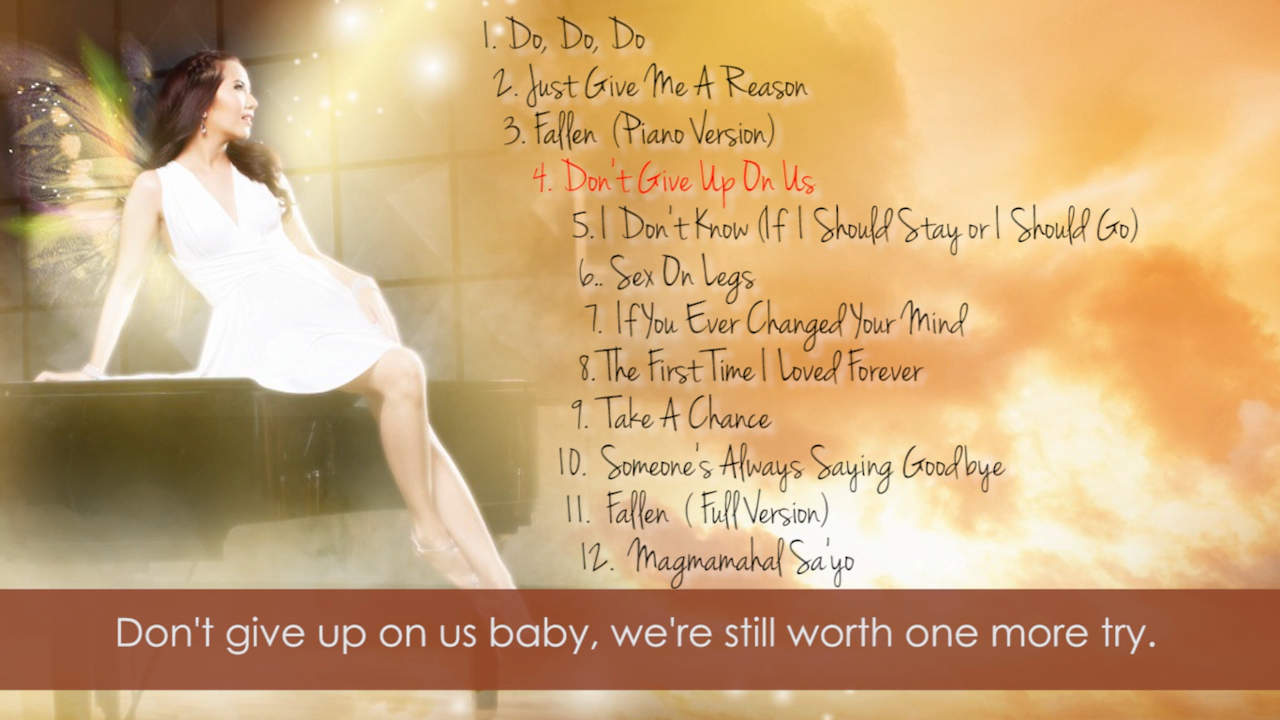 1. Do, Do, Do
2. Just Give Me A Reason
3. Fallen (Piano Version)
4. Don't Give Up On Us
5. I Don't Know (If I Should Stay or I Should Go)
6.. Sex On Legs
7. If You Ever Changed Your Mind
8. The First Time I Loved Forever
9. Take A Chance
10. Someone's Always Saying Goodbye
11. Fallen ( Full Version)
12. Magmamahal Sa'yo
Don't give up on us baby, we're still worth one more try.